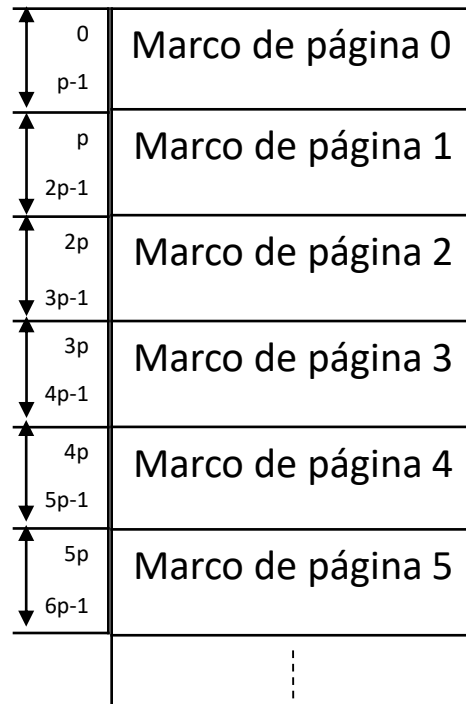 0
Marco de página 0
p-1
p
Marco de página 1
2p-1
2p
Marco de página 2
3p-1
3p
Marco de página 3
4p-1
4p
Marco de página 4
5p-1
5p
Marco de página 5
6p-1